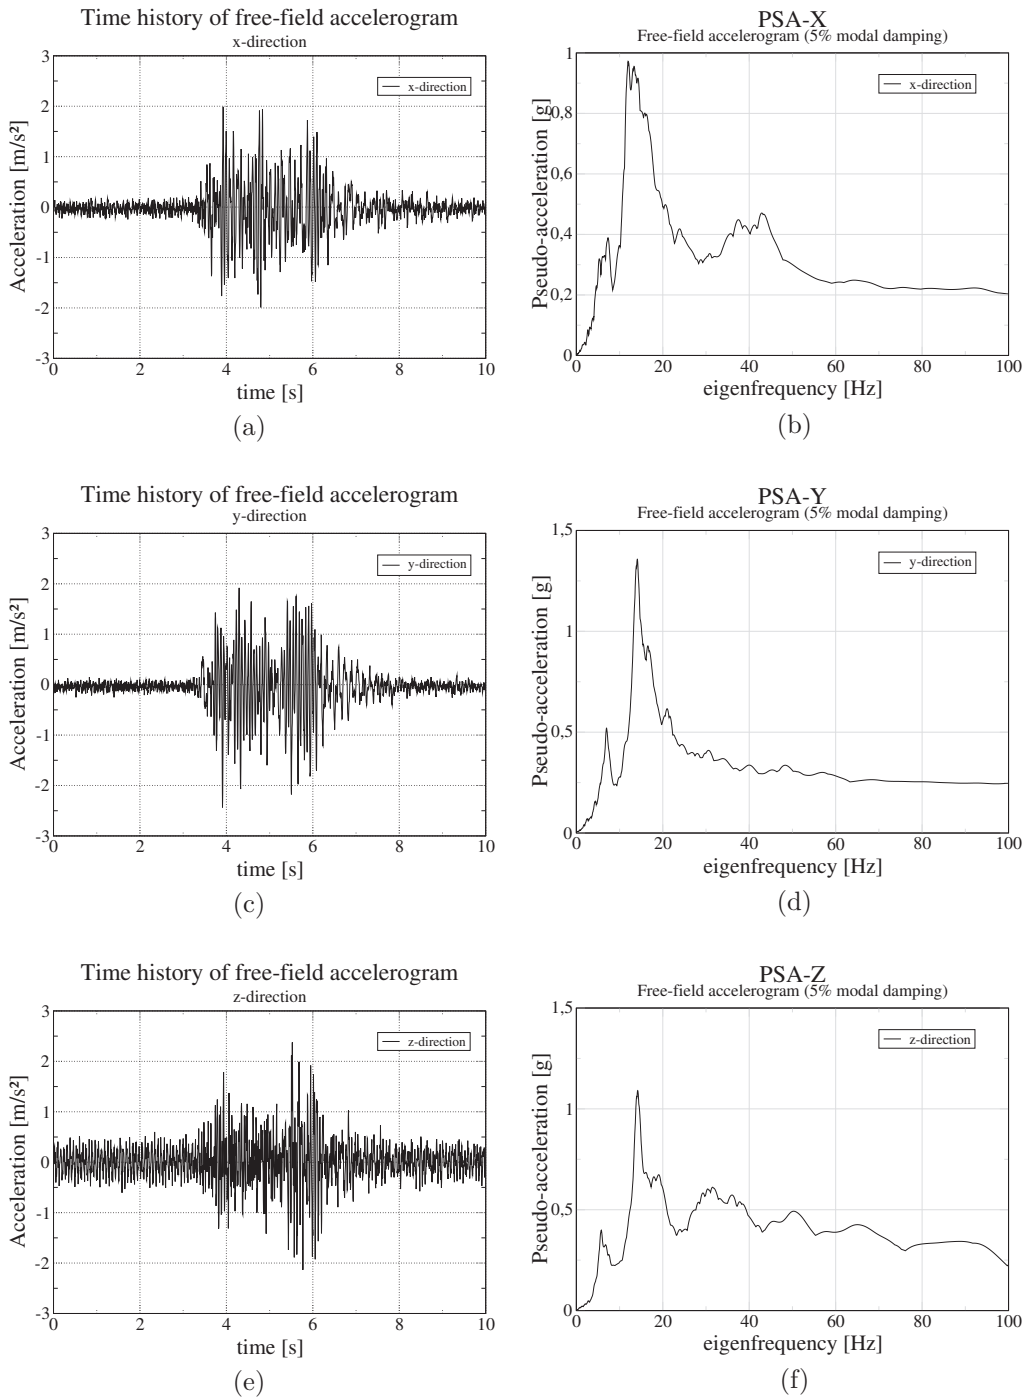 Time history of free-field accelerogram
x-direction
x-direction
Acceleration [m/s²]
3
2
1
0
-1
-2
-3
0 2 4 6 8 10
time [s]
(a)
PSA-X
Free-field accelerogram (5% modal damping)
x-direction
Pseudo-acceleration [g]
1
0,8
0,6
0,4
0,2
0
0 20 40 60 80 100
eigenfrequency [Hz]
(b)
Time history of free-field accelerogram
y-direction
y-direction
Acceleration [m/s²]
3
2
1
0
-1
-2
-3
0 2 4 6 8 10
time [s]
(c)
PSA-Y
Free-field accelerogram (5% modal damping)
y-direction
Pseudo-acceleration [g]
1,5
1
0,5
0
0 20 40 60 80 100
eigenfrequency [Hz]
(d)
Time history of free-field accelerogram
z-direction
z-direction
Acceleration [m/s²]
3
2
1
0
-1
-2
-3
0 2 4 6 8 10
time [s]
(e)
PSA-Z
Free-field accelerogram (5% modal damping)
z-direction
Pseudo-acceleration [g]
1,5
1
0,5
0
0 20 40 60 80 100
eigenfrequency [Hz]
(f)